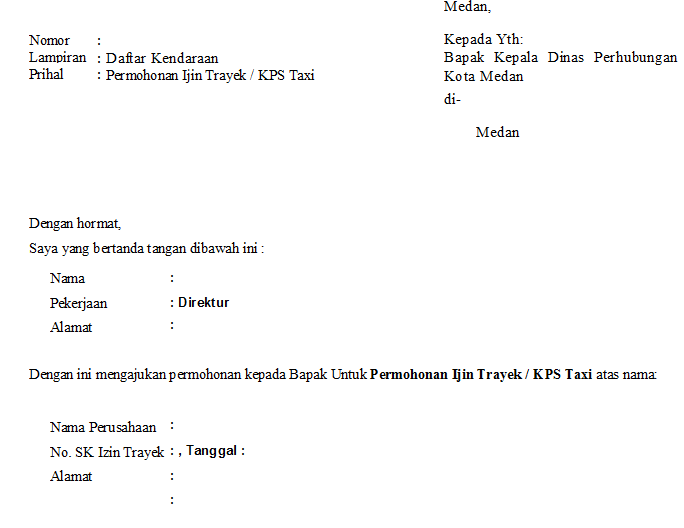 Medan,
Nomor :
Lampiran : Daftar Kendaraan
Prihal : Permohonan Ijin Trayek / KPS Taxi
Kepada Yth:
Bapak Kepala Dinas Perhubungan
Kota Medan
di-
Medan
Dengan hormat,
Saya yang bertanda tangan dibawah ini :
Nama :
Pekerjaan : Direktur
Alamat :
Dengan ini mengajukan permohonan kepada Bapak Untuk Permohonan Ijin Trayek / KPS Taxi atas nama:
Nama Perusahaan :
No. SK Izin Trayek : , Tanggal :
Alamat :
: